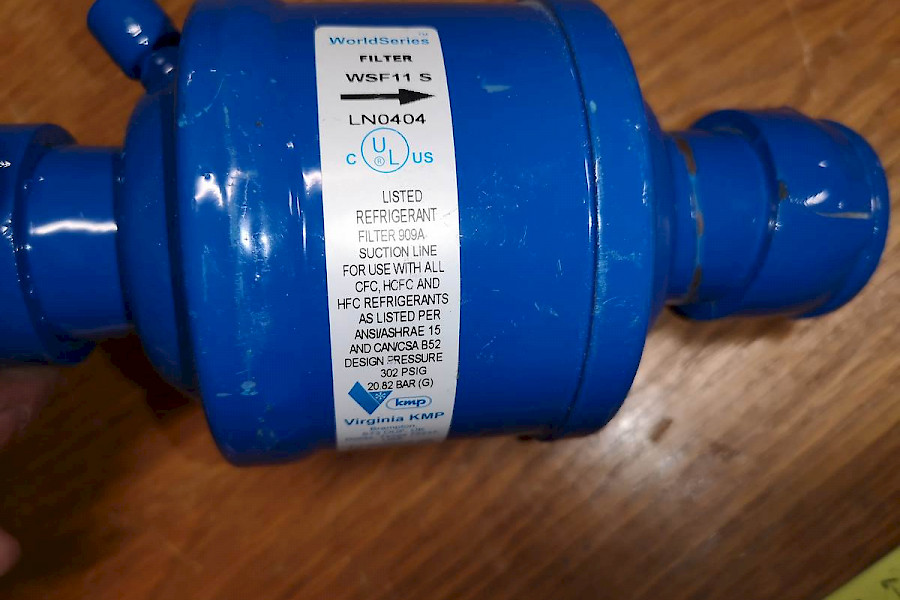 WorldSeries™
FILTER
WSF11 S
LN0404
C UL® US
LISTED
REFRIGERANT
FILTER 909A
SUCTION LINE
FOR USE WITH ALL
CFC, HCFC AND
HFC REFRIGERANTS
AS LISTED PER
ANSI/ASHRAE 15
AND CAN/CSA B52
DESIGN PRESSURE
302 PSIG
20.82 BAR (G)
kmp
Virginia KMP